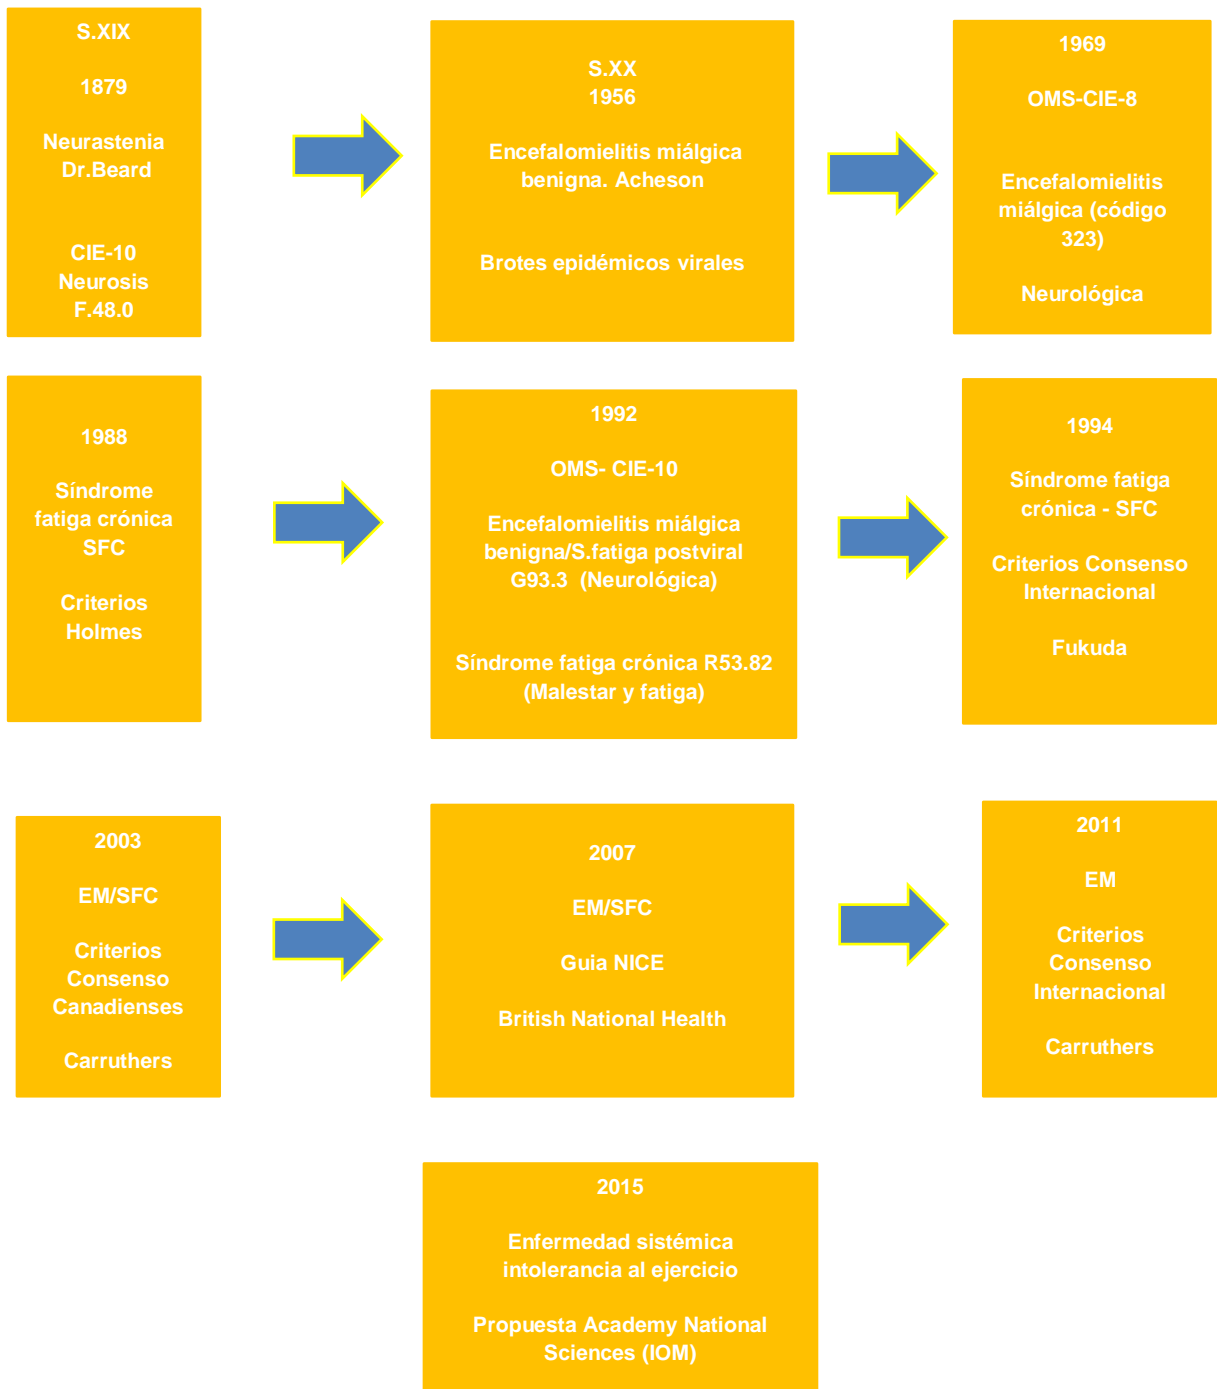 S.XIX
1879
Neurastenia
Dr.Beard
CIE-10
Neurosis
F.48.0
S.XX
1956
Encefalomielitis miálgica
benigna. Acheson
Brotes epidémicos virales
1969
OMS-CIE-8
Encefalomielitis
miálgica (código
323)
Neurológica
1988
Síndrome
fatiga crónica
SFC
Criterios
Holmes
1992
OMS- CIE-10
Encefalomielitis miálgica
benigna/S.fatiga postviral
G93.3 (Neurológica)
Síndrome fatiga crónica R53.82
(Malestar y fatiga)
1994
Síndrome fatiga
crónica - SFC
Criterios Consenso
Internacional
Fukuda
2003
EM/SFC
Criterios
Consenso
Canadienses
Carruthers
2007
EM/SFC
Guia NICE
British National Health
2011
EM
Criterios
Consenso
Internacional
Carruthers
2015
Enfermedad sistémica
intolerancia al ejercicio
Propuesta Academy National
Sciences (IOM)